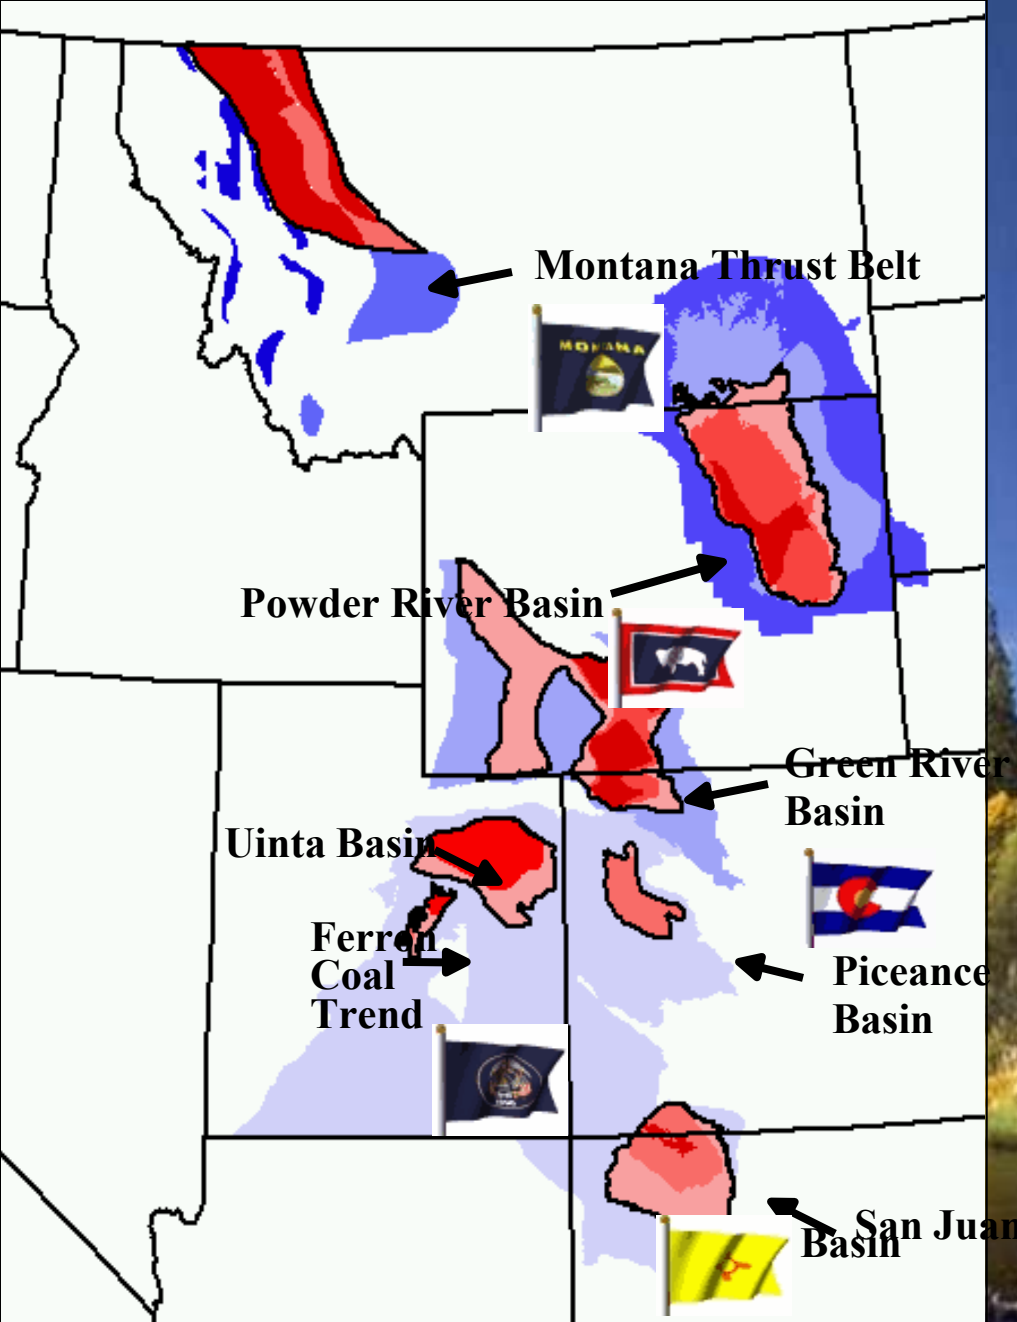 Montana Thrust Belt
MONTANA
Powder River Basin
Green River
Basin
Uinta Basin
Ferron
Coal
Trend
Piceance
Basin
San Juan
Basin